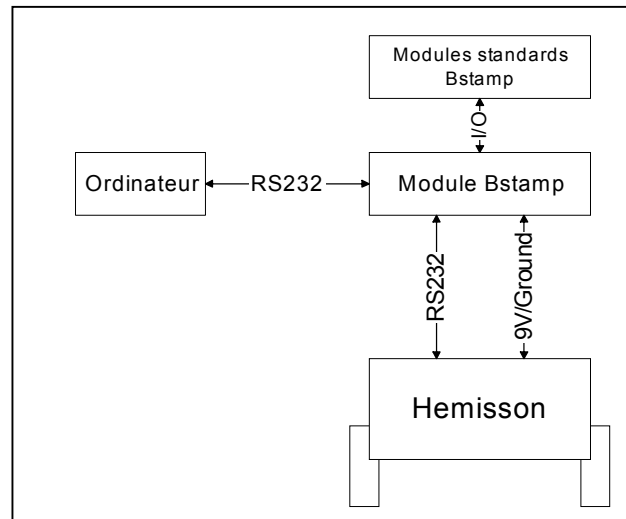 Modules standards
Bstamp
I/O
Ordinateur
RS232
Module Bstamp
RS232
9V/Ground
Hemisson